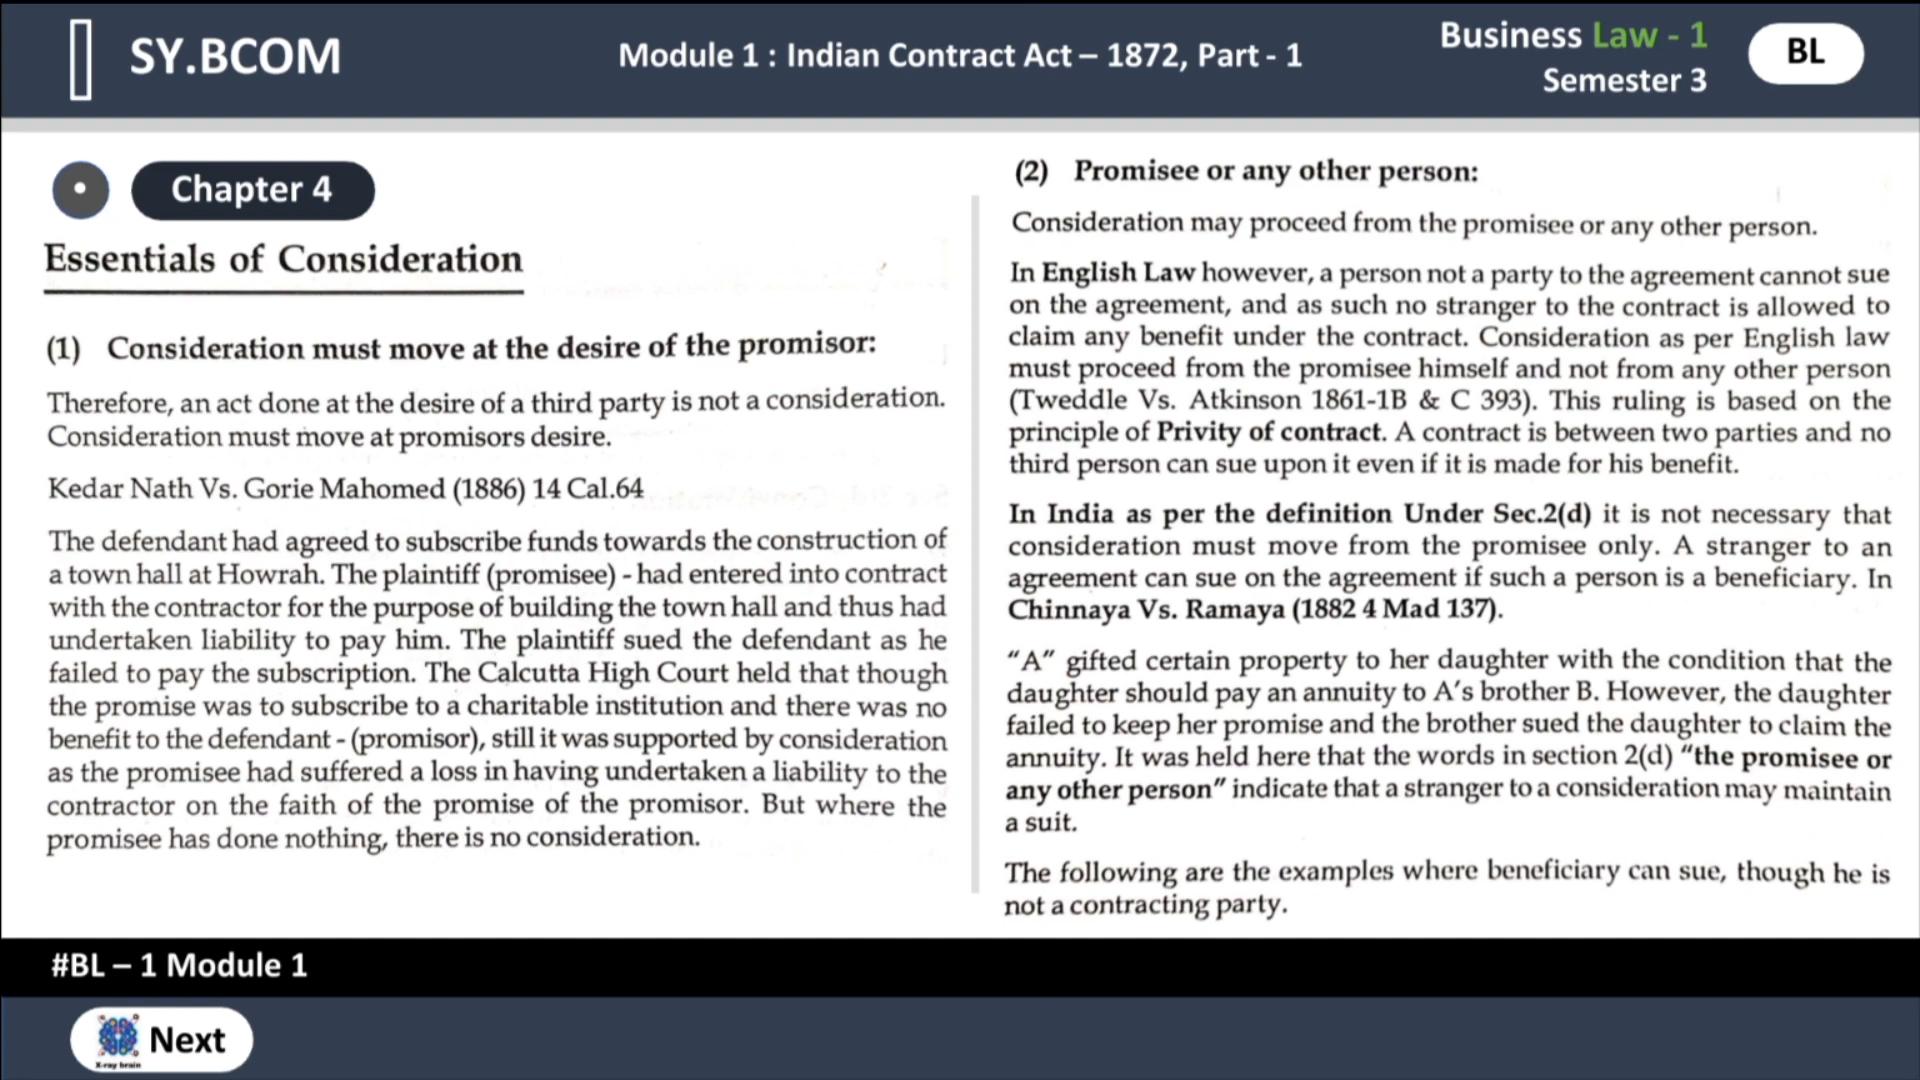 SY.BCOM
Module 1 : Indian Contract Act – 1872, Part - 1
Business Law - 1
Semester 3
BL
Chapter 4
Essentials of Consideration
(1) Consideration must move at the desire of the promisor:
Therefore, an act done at the desire of a third party is not a consideration.
Consideration must move at promisors desire.
Kedar Nath Vs. Gorie Mahomed (1886) 14 Cal.64
The defendant had agreed to subscribe funds towards the construction of
a town hall at Howrah. The plaintiff (promisee) - had entered into contract
with the contractor for the purpose of building the town hall and thus had
undertaken liability to pay him. The plaintiff sued the defendant as he
failed to pay the subscription. The Calcutta High Court held that though
the promise was to subscribe to a charitable institution and there was no
benefit to the defendant - (promisor), still it was supported by consideration
as the promisee had suffered a loss in having undertaken a liability to the
contractor on the faith of the promise of the promisor. But where the
promisee has done nothing, there is no consideration.
(2) Promisee or any other person:
Consideration may proceed from the promisee or any other person.
In English Law however, a person not a party to the agreement cannot sue
on the agreement, and as such no stranger to the contract is allowed to
claim any benefit under the contract. Consideration as per English law
must proceed from the promisee himself and not from any other person
(Tweddle Vs. Atkinson 1861-1B & C 393). This ruling is based on the
principle of Privity of contract. A contract is between two parties and no
third person can sue upon it even if it is made for his benefit.
In India as per the definition Under Sec.2(d) it is not necessary that
consideration must move from the promisee only. A stranger to an
agreement can sue on the agreement if such a person is a beneficiary. In
Chinnaya Vs. Ramaya (1882 4 Mad 137).
“A” gifted certain property to her daughter with the condition that the
daughter should pay an annuity to A's brother B. However, the daughter
failed to keep her promise and the brother sued the daughter to claim the
annuity. It was held here that the words in section 2(d) “the promisee or
any other person” indicate that a stranger to a consideration may maintain
a suit.
The following are the examples where beneficiary can sue, though he is
not a contracting party.
#BL – 1 Module 1
Next
X-ray brain